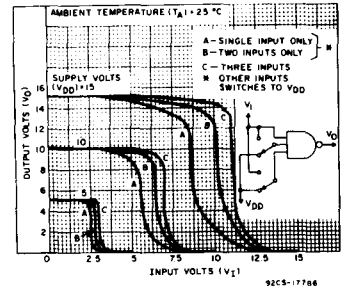 AMBIENT TEMPERATURE (TA) = 25 °C
A – SINGLE INPUT ONLY
B – TWO INPUTS ONLY
*
C – THREE INPUTS
* OTHER INPUTS
SWITCHES TO VDD
SUPPLY VOLTS
(VDD) = 15
OUTPUT VOLTS (VO)
16
14
12
10
8
6
4
2
0
10
5
A
B
C
A
B
C
A
B
C
VI
VO
VDD
2.5
5
7.5
10
12.5
15
INPUT VOLTS (VI)
92CS-17786